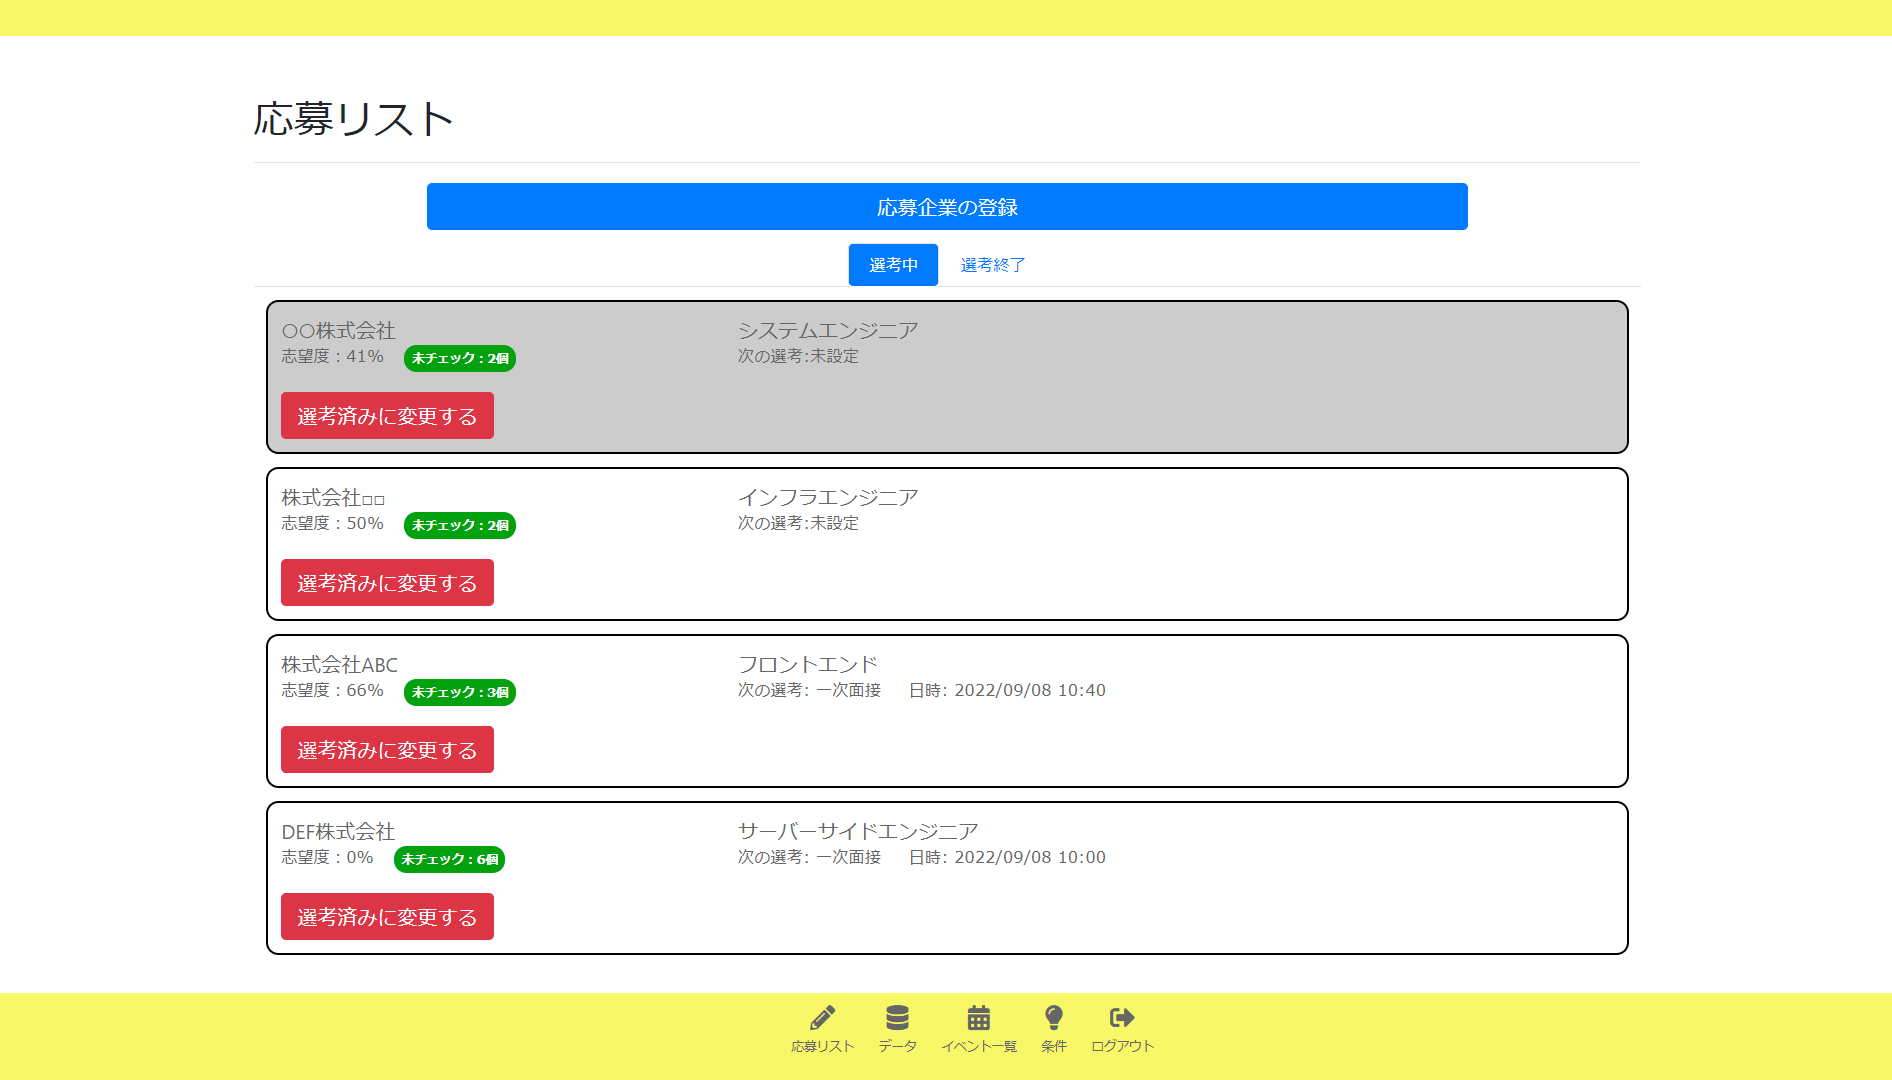 応募リスト
応募企業の登録
選考中 選考終了
○○株式会社 システムエンジニア
志望度：41% 未チェック：2個 次の選考:未設定
選考済みに変更する
株式会社□□ インフラエンジニア
志望度：50% 未チェック：2個 次の選考:未設定
選考済みに変更する
株式会社ABC フロントエンド
志望度：66% 未チェック：3個 次の選考: 一次面接 日時: 2022/09/08 10:40
選考済みに変更する
DEF株式会社 サーバーサイドエンジニア
志望度：0% 未チェック：6個 次の選考: 一次面接 日時: 2022/09/08 10:00
選考済みに変更する
応募リスト データ イベント一覧 条件 ログアウト